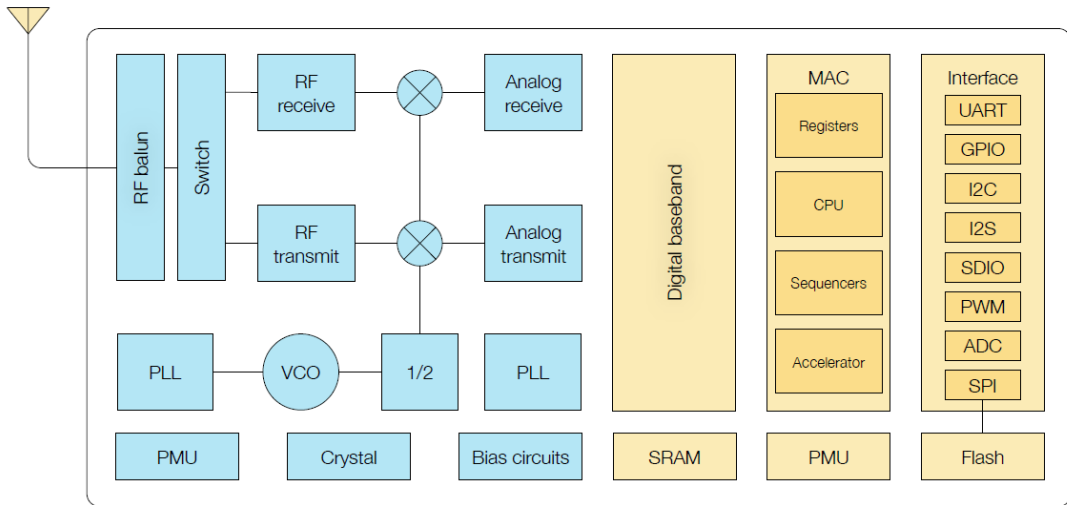 RF balun
Switch
RF
receive
Analog
receive
RF
transmit
Analog
transmit
PLL
VCO
1/2
PLL
PMU
Crystal
Bias circuits
Digital baseband
SRAM
MAC
Registers
CPU
Sequencers
Accelerator
PMU
Interface
UART
GPIO
I2C
I2S
SDIO
PWM
ADC
SPI
Flash